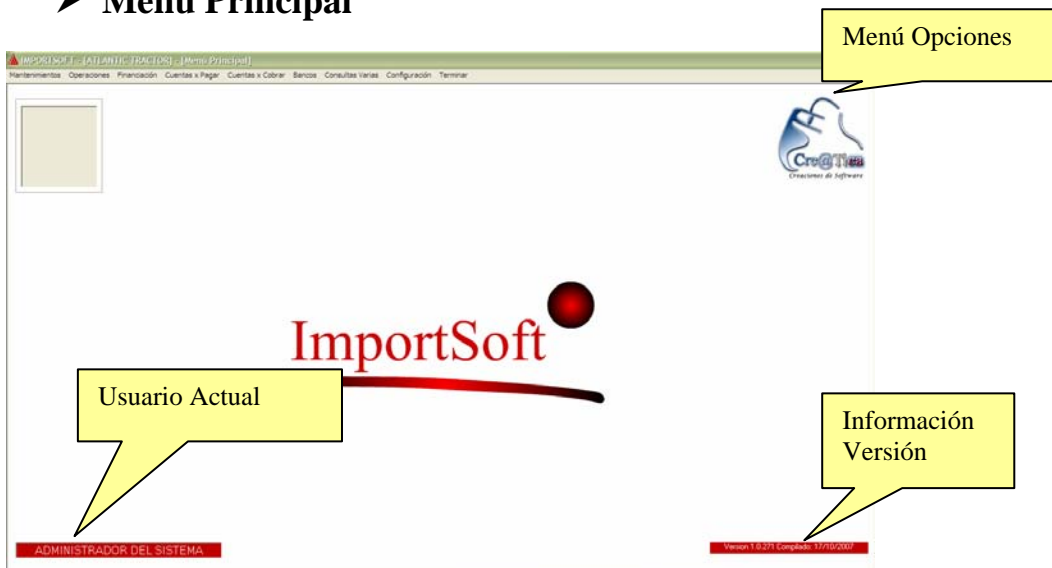 ➢ Menú Principal
Menú Opciones
IMPORTSOFT - [ATLANTIC TRACTOR] - [Menú Principal]
Mantenimientos Operaciones Financiación Cuentas x Pagar Cuentas x Cobrar Bancos Consultas Varias Configuración Terminar
Cre@Tica
Creaciones de Software
ImportSoft
Usuario Actual
Información
Versión
ADMINISTRADOR DEL SISTEMA
Version 1.0.271 Compilado: 17/10/2007